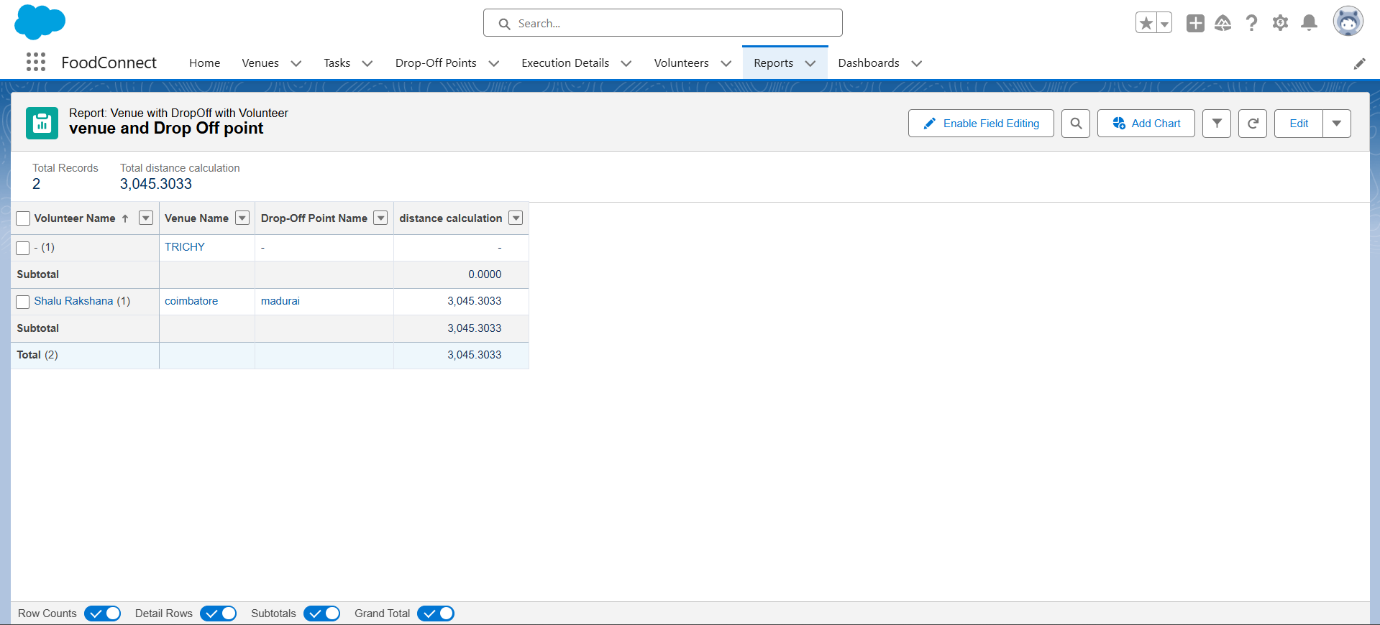 Search...
FoodConnect Home Venues Tasks Drop-Off Points Execution Details Volunteers Reports Dashboards
Report: Venue with DropOff with Volunteer
venue and Drop Off point
Enable Field Editing Add Chart Edit
Total Records Total distance calculation
2 3,045.3033
Volunteer Name ↑ Venue Name Drop-Off Point Name distance calculation
- (1) TRICHY - -
Subtotal 0.0000
Shalu Rakshana (1) coimbatore madurai 3,045.3033
Subtotal 3,045.3033
Total (2) 3,045.3033
Row Counts Detail Rows Subtotals Grand Total